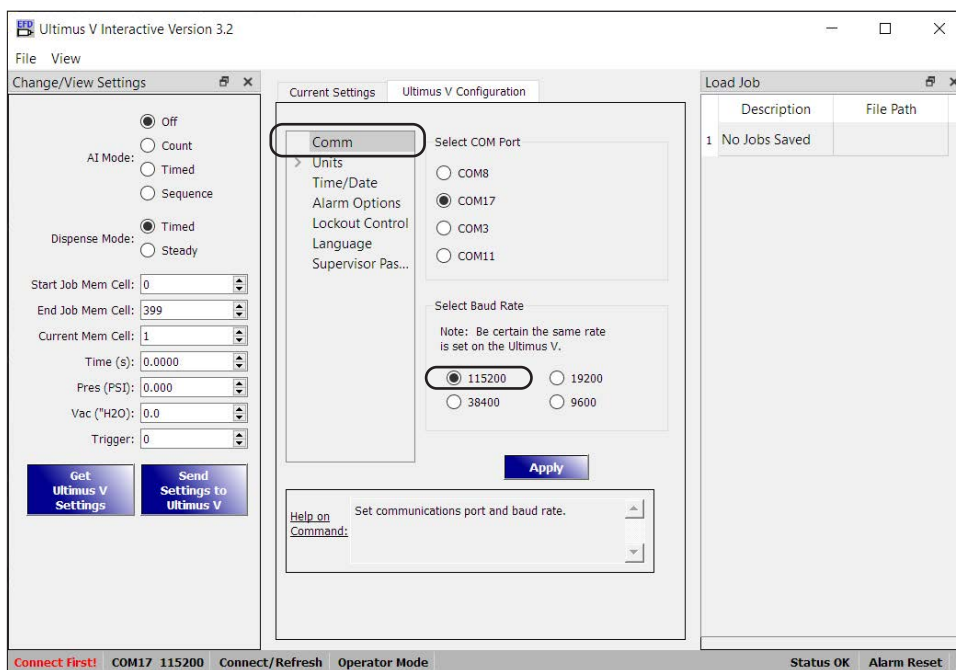 EFD Ultimus V Interactive Version 3.2
File View
Change/View Settings
AI Mode:
Off
Count
Timed
Sequence
Dispense Mode:
Timed
Steady
Start Job Mem Cell: 0
End Job Mem Cell: 399
Current Mem Cell: 1
Time (s): 0.0000
Pres (PSI): 0.000
Vac ("H2O): 0.0
Trigger: 0
Get
Ultimus V
Settings
Send
Settings to
Ultimus V
Current Settings Ultimus V Configuration
Comm
Units
Time/Date
Alarm Options
Lockout Control
Language
Supervisor Pas...
Select COM Port
COM8
COM17
COM3
COM11
Select Baud Rate
Note: Be certain the same rate
is set on the Ultimus V.
115200 19200
38400 9600
Apply
Help on
Command:
Set communications port and baud rate.
Load Job
Description File Path
1 No Jobs Saved
Connect First! COM17 115200 Connect/Refresh Operator Mode Status OK Alarm Reset